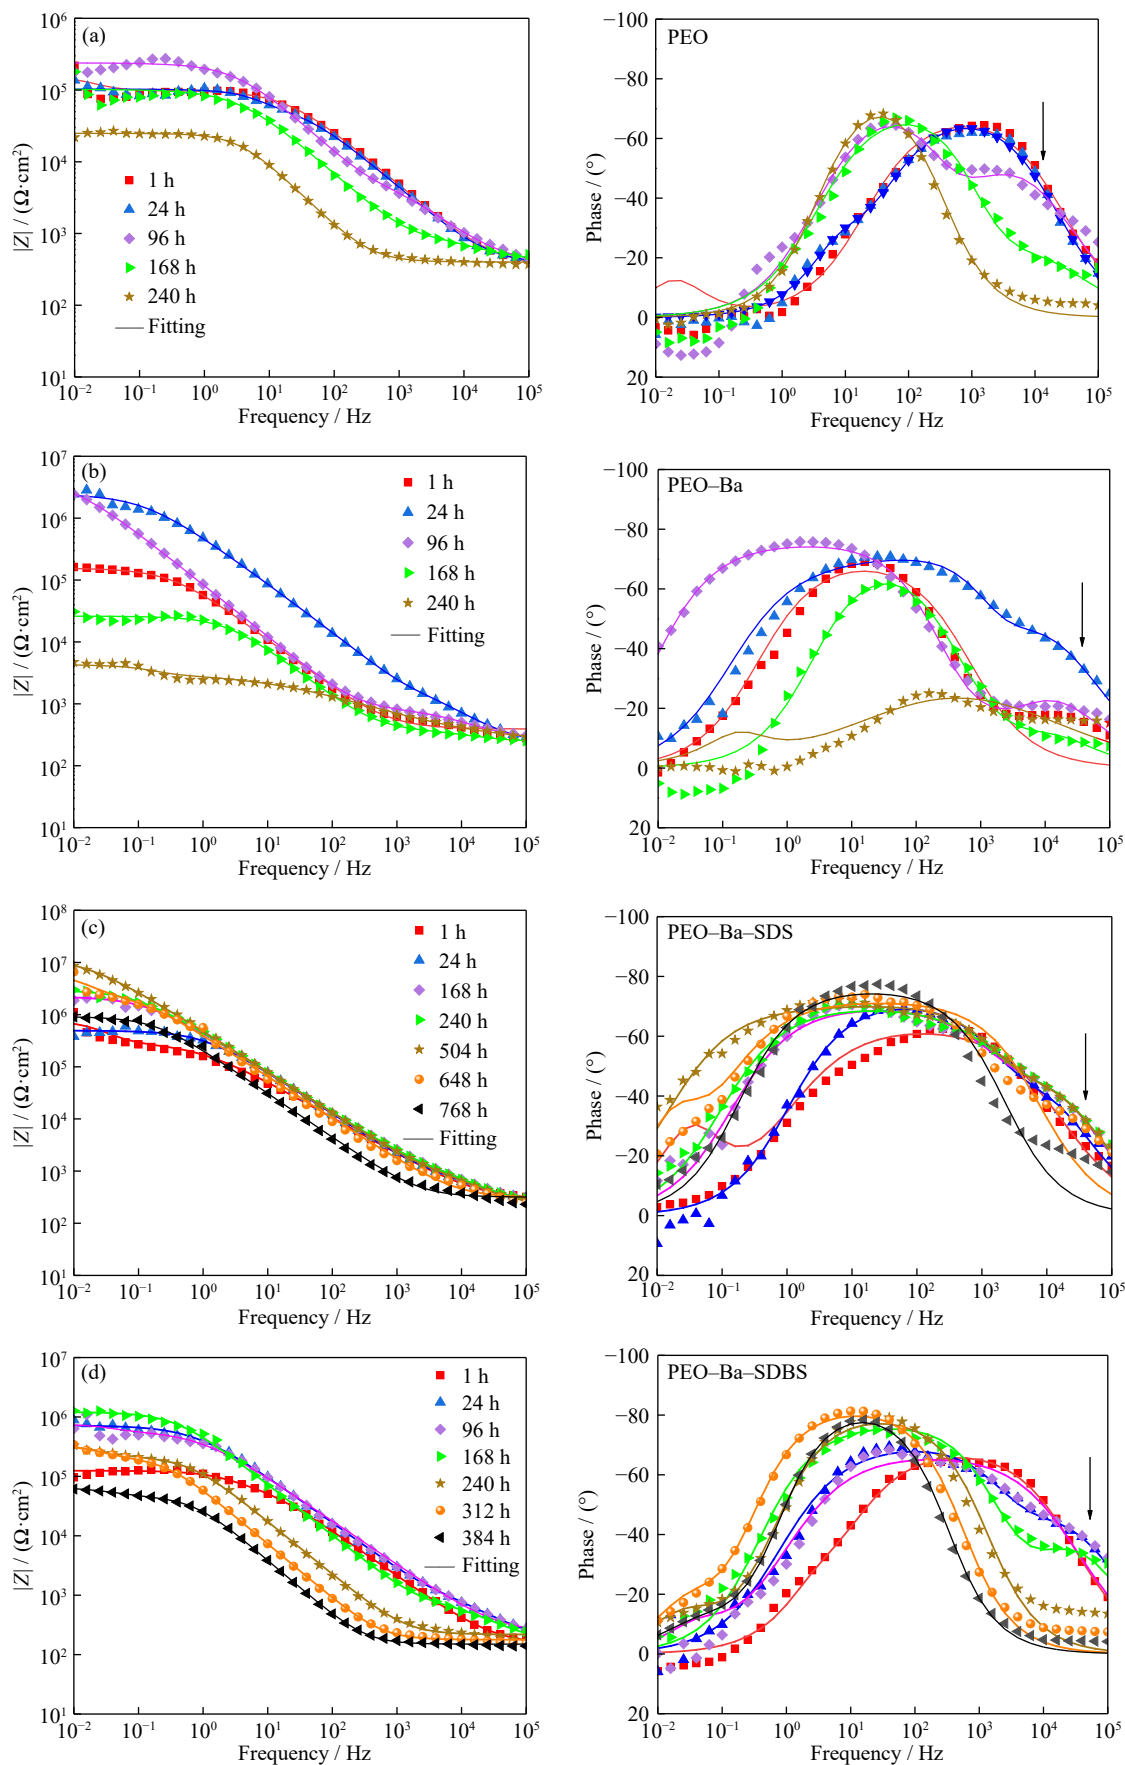 (a)
10⁶
10⁵
10⁴
10³
10²
10¹
|Z| / (Ω·cm²)
1 h
24 h
96 h
168 h
240 h
Fitting
10⁻² 10⁻¹ 10⁰ 10¹ 10² 10³ 10⁴ 10⁵
Frequency / Hz
PEO
−100
−80
−60
−40
−20
0
20
Phase / (°)
10⁻² 10⁻¹ 10⁰ 10¹ 10² 10³ 10⁴ 10⁵
Frequency / Hz
(b)
10⁷
10⁶
10⁵
10⁴
10³
10²
10¹
|Z| / (Ω·cm²)
1 h
24 h
96 h
168 h
240 h
Fitting
10⁻² 10⁻¹ 10⁰ 10¹ 10² 10³ 10⁴ 10⁵
Frequency / Hz
PEO–Ba
−100
−80
−60
−40
−20
0
20
Phase / (°)
10⁻² 10⁻¹ 10⁰ 10¹ 10² 10³ 10⁴ 10⁵
Frequency / Hz
(c)
10⁸
10⁷
10⁶
10⁵
10⁴
10³
10²
10¹
|Z| / (Ω·cm²)
1 h
24 h
168 h
240 h
504 h
648 h
768 h
Fitting
10⁻² 10⁻¹ 10⁰ 10¹ 10² 10³ 10⁴ 10⁵
Frequency / Hz
PEO–Ba–SDS
−100
−80
−60
−40
−20
0
20
Phase / (°)
10⁻² 10⁻¹ 10⁰ 10¹ 10² 10³ 10⁴ 10⁵
Frequency / Hz
(d)
10⁷
10⁶
10⁵
10⁴
10³
10²
10¹
|Z| / (Ω·cm²)
1 h
24 h
96 h
168 h
240 h
312 h
384 h
Fitting
10⁻² 10⁻¹ 10⁰ 10¹ 10² 10³ 10⁴ 10⁵
Frequency / Hz
PEO–Ba–SDBS
−100
−80
−60
−40
−20
0
20
Phase / (°)
10⁻² 10⁻¹ 10⁰ 10¹ 10² 10³ 10⁴ 10⁵
Frequency / Hz